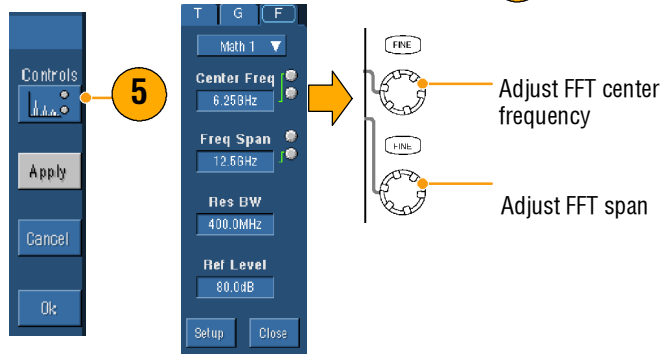 Controls
5
Apply
Cancel
Ok
T G F
Math 1
Center Freq
6.25GHz
Freq Span
12.5GHz
Res BW
400.0MHz
Ref Level
80.0dB
Setup Close
FINE
Adjust FFT center
frequency
FINE
Adjust FFT span